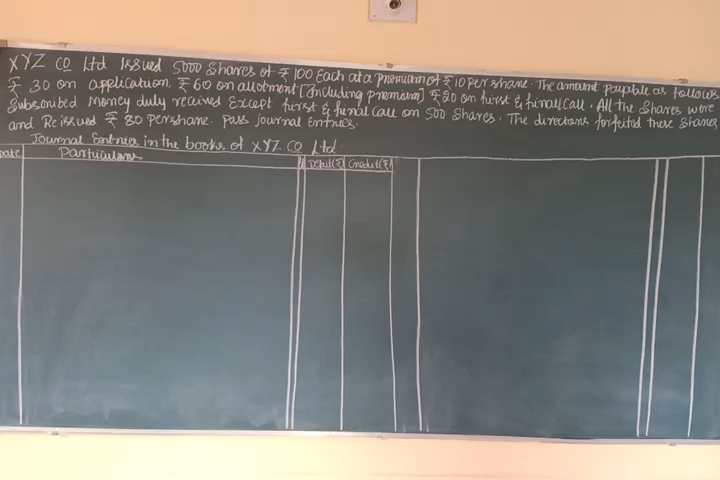 XYZ CO Ltd Issued 5000 Shares of ₹ 100 Each at a premium of ₹ 10 Per share. The amount payable as follows
₹ 30 on application ₹ 60 on allotment [Including premium] ₹ 20 on first & final call. All the shares were
Subscribed Money duly received Except first & final call on 500 Shares. The directors forfeited these shares
and Reissued ₹ 80 Per share. Pass journal Entries.
Journal Entries in the books of XYZ CO Ltd.
Date Particulars Debit(₹) Credit(₹)